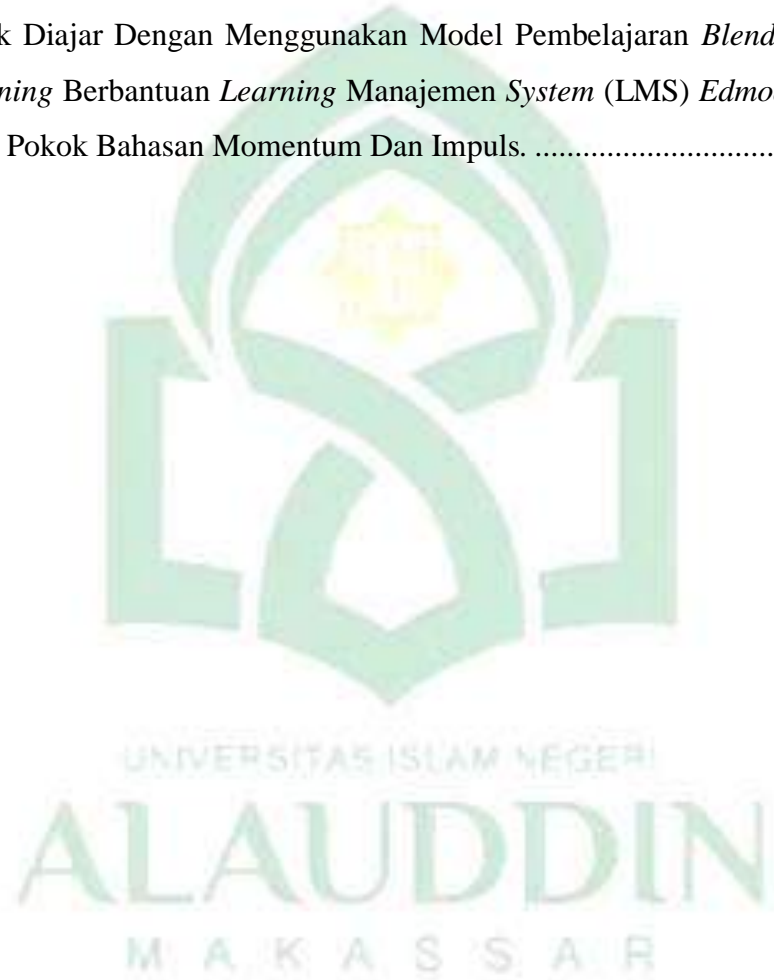 k Diajar Dengan Menggunakan Model Pembelajaran Blend
ning Berbantuan Learning Manajemen System (LMS) Edmo
Pokok Bahasan Momentum Dan Impuls. ..............................
UNIVERSITAS ISLAM NEGERI
ALAUDDIN
MAKASSAR